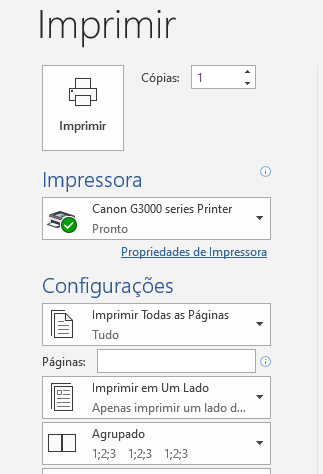 Imprimir
Cópias: 1
Imprimir
Impressora
Canon G3000 series Printer
Pronto
Propriedades de Impressora
Configurações
Imprimir Todas as Páginas
Tudo
Páginas:
Imprimir em Um Lado
Apenas imprimir um lado d...
Agrupado
1;2;3 1;2;3 1;2;3